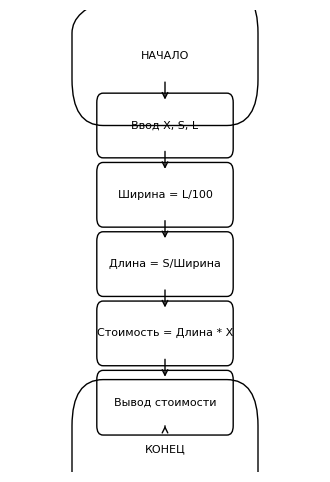 НАЧАЛО
Ввод X, S, L
Ширина = L/100
Длина = S/Ширина
Стоимость = Длина * X
Вывод стоимости
КОНЕЦ